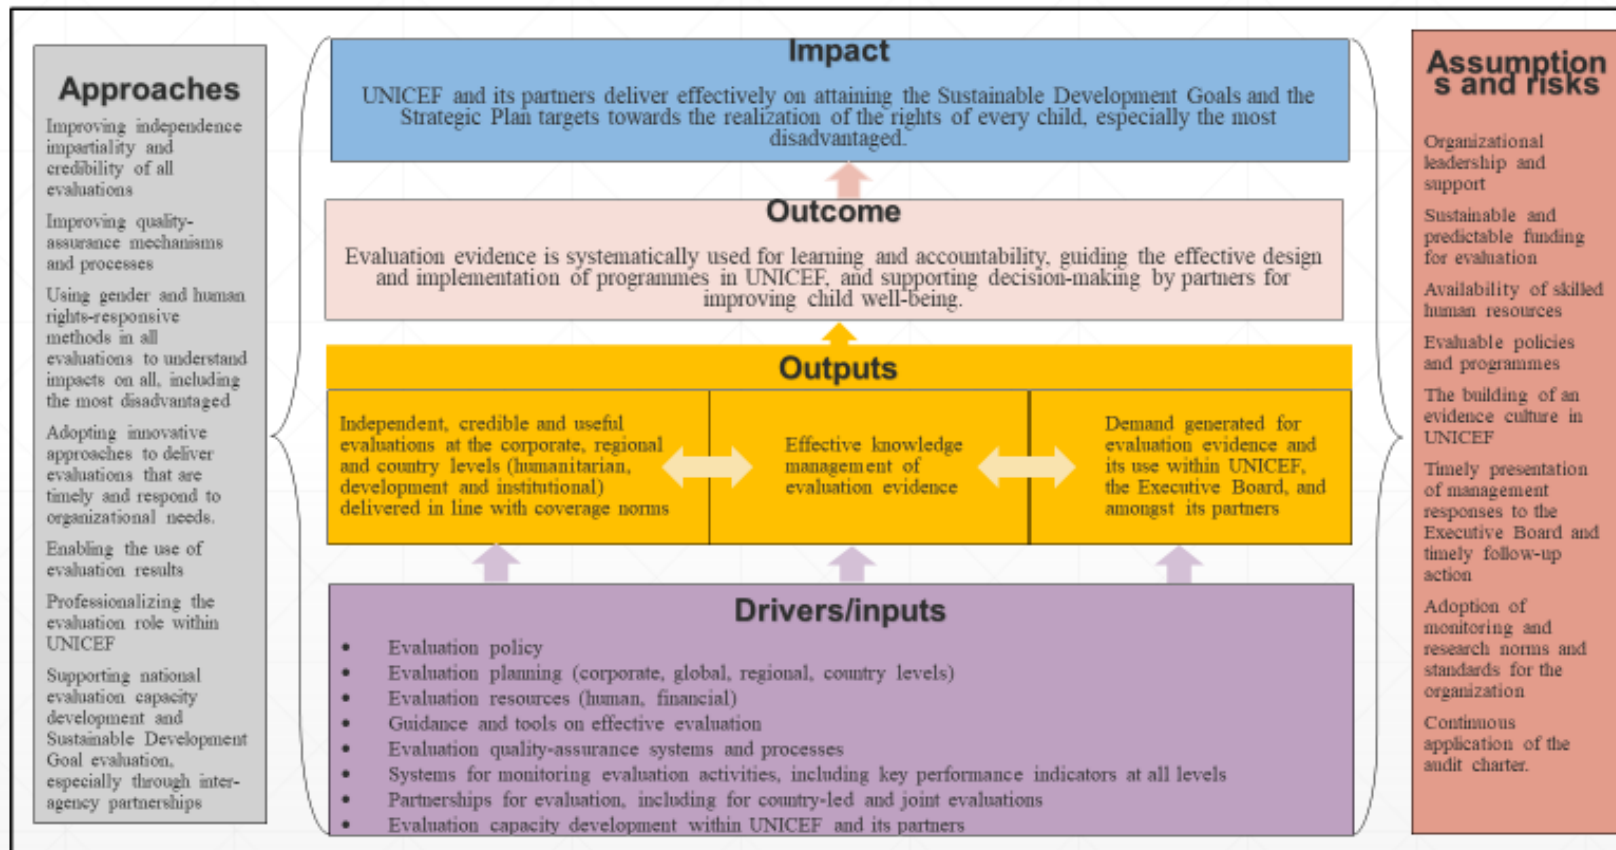 Approaches
Improving independence
impartiality and
credibility of all
evaluations
Improving quality-
assurance mechanisms
and processes
Using gender and human
rights-responsive
methods in all
evaluations to understand
impacts on all, including
the most disadvantaged
Adopting innovative
approaches to deliver
evaluations that are
timely and respond to
organizational needs.
Enabling the use of
evaluation results
Professionalizing the
evaluation role within
UNICEF
Supporting national
evaluation capacity
development and
Sustainable Development
Goal evaluation,
especially through inter-
agency partnerships
Impact
UNICEF and its partners deliver effectively on attaining the Sustainable Development Goals and the
Strategic Plan targets towards the realization of the rights of every child, especially the most
disadvantaged.
Outcome
Evaluation evidence is systematically used for learning and accountability, guiding the effective design
and implementation of programmes in UNICEF, and supporting decision-making by partners for
improving child well-being.
Outputs
Independent, credible and useful
evaluations at the corporate, regional
and country levels (humanitarian,
development and institutional)
delivered in line with coverage norms
Effective knowledge
management of
evaluation evidence
Demand generated for
evaluation evidence and
its use within UNICEF,
the Executive Board, and
amongst its partners
Drivers/inputs
• Evaluation policy
• Evaluation planning (corporate, global, regional, country levels)
• Evaluation resources (human, financial)
• Guidance and tools on effective evaluation
• Evaluation quality-assurance systems and processes
• Systems for monitoring evaluation activities, including key performance indicators at all levels
• Partnerships for evaluation, including for country-led and joint evaluations
• Evaluation capacity development within UNICEF and its partners
Assumption
s and risks
Organizational
leadership and
support
Sustainable and
predictable funding
for evaluation
Availability of skilled
human resources
Evaluable policies
and programmes
The building of an
evidence culture in
UNICEF
Timely presentation
of management
responses to the
Executive Board and
timely follow-up
action
Adoption of
monitoring and
research norms and
standards for the
organization
Continuous
application of the
audit charter.